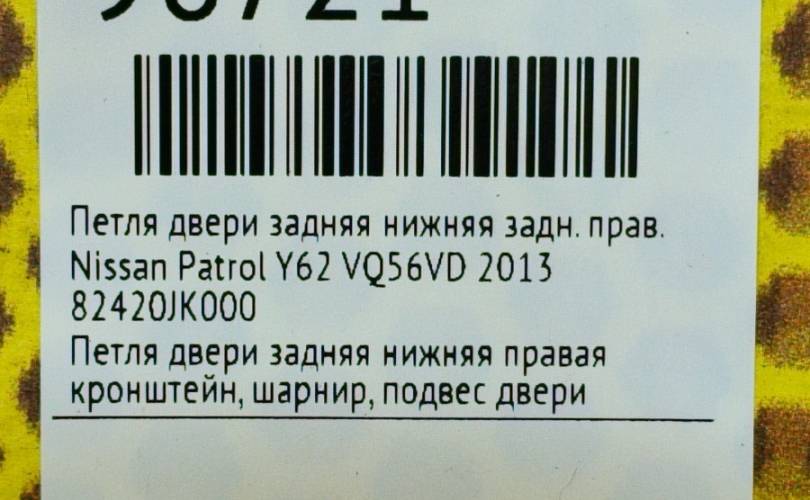 Петля двери задняя нижняя задн. прав.
Nissan Patrol Y62 VQ56VD 2013
82420JK000
Петля двери задняя нижняя правая
кронштейн, шарнир, подвес двери